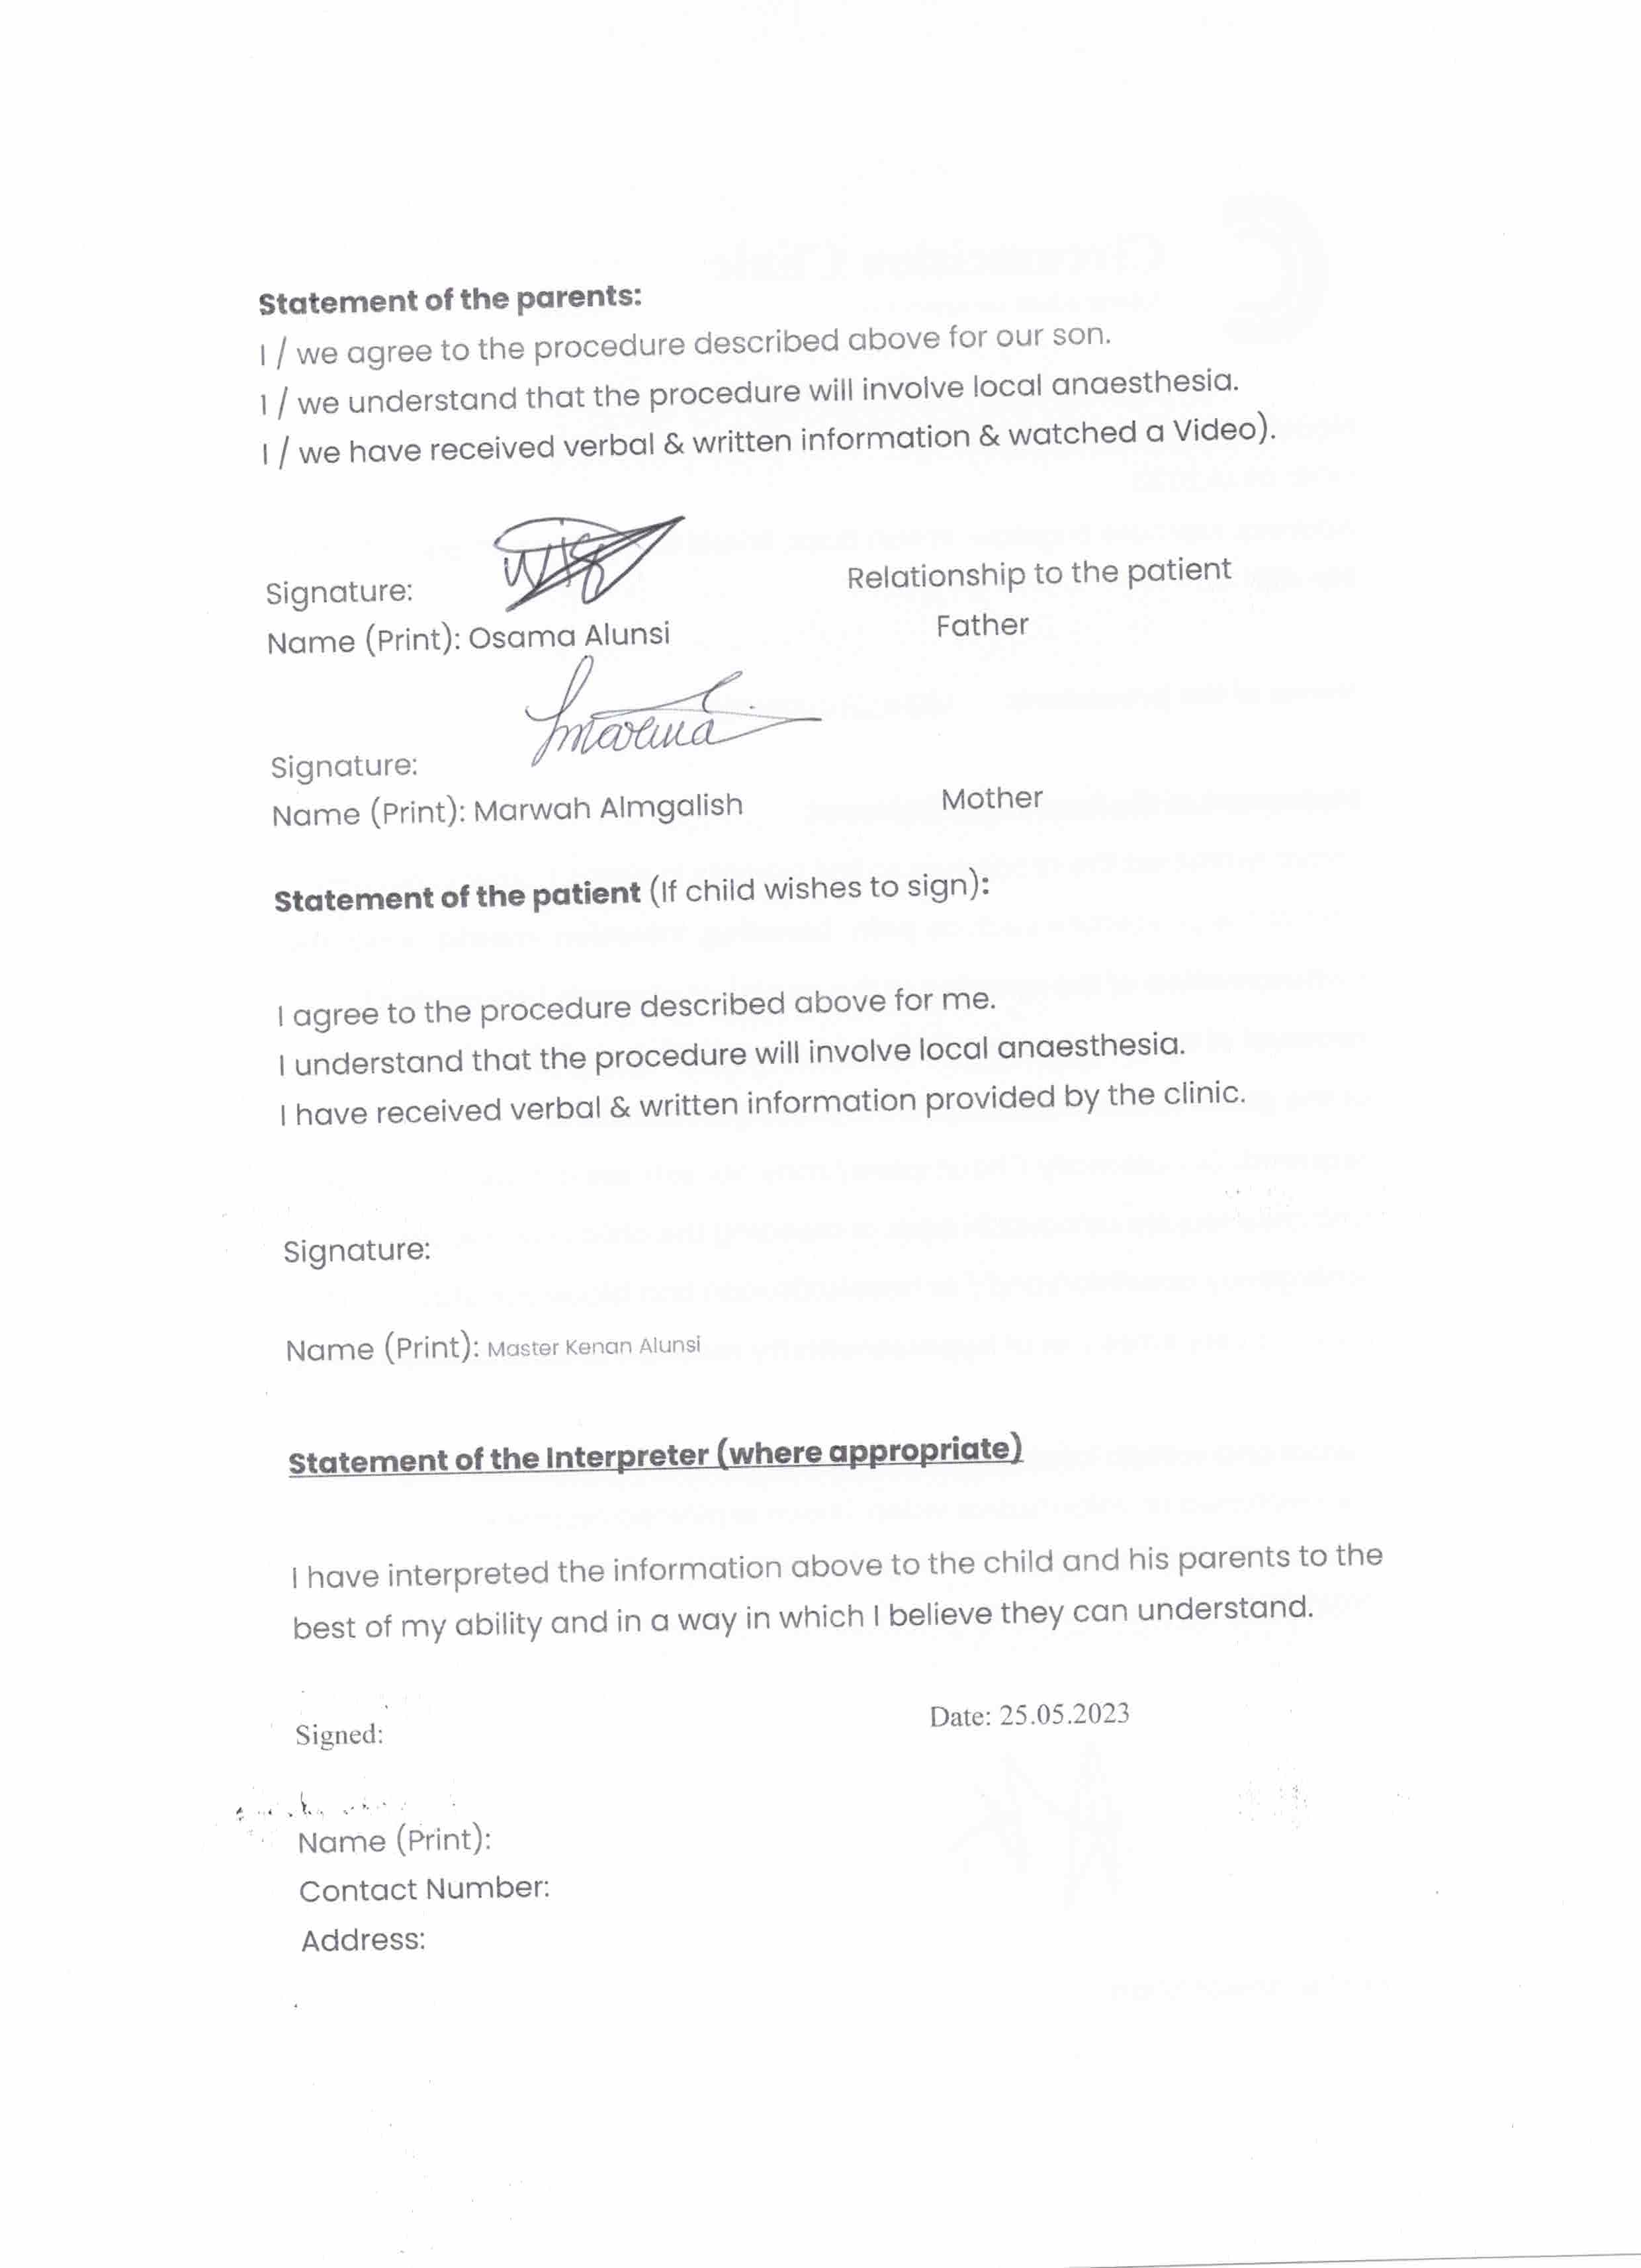 Statement of the parents:
I / we agree to the procedure described above for our son.
I / we understand that the procedure will involve local anaesthesia.
I / we have received verbal & written information & watched a Video).
Signature:
Relationship to the patient
Name (Print): Osama Alunsi
Father
Signature:
Name (Print): Marwah Almgalish
Mother
Statement of the patient (If child wishes to sign):
I agree to the procedure described above for me.
I understand that the procedure will involve local anaesthesia.
I have received verbal & written information provided by the clinic.
Signature:
Name (Print): Master Kenan Alunsi
Statement of the Interpreter (where appropriate)
I have interpreted the information above to the child and his parents to the
best of my ability and in a way in which I believe they can understand.
Signed:
Date: 25.05.2023
Name (Print):
Contact Number:
Address: